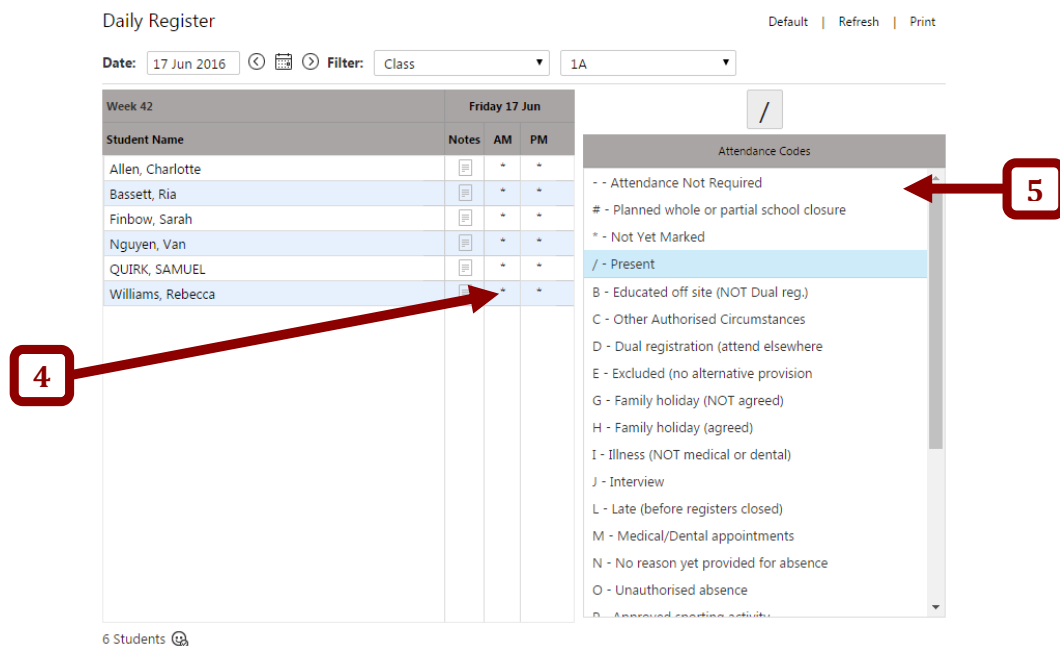 Daily Register
Default | Refresh | Print
Date: 17 Jun 2016 Filter: Class 1A
Week 42 Friday 17 Jun
/
Student Name Notes AM PM
Attendance Codes
Allen, Charlotte * *
Bassett, Ria * *
Finbow, Sarah * *
Nguyen, Van * *
QUIRK, SAMUEL * *
Williams, Rebecca * *
- - Attendance Not Required
# - Planned whole or partial school closure
* - Not Yet Marked
/ - Present
B - Educated off site (NOT Dual reg.)
C - Other Authorised Circumstances
D - Dual registration (attend elsewhere
E - Excluded (no alternative provision
G - Family holiday (NOT agreed)
H - Family holiday (agreed)
I - Illness (NOT medical or dental)
J - Interview
L - Late (before registers closed)
M - Medical/Dental appointments
N - No reason yet provided for absence
O - Unauthorised absence
P - Approved sporting activity
5
4
6 Students